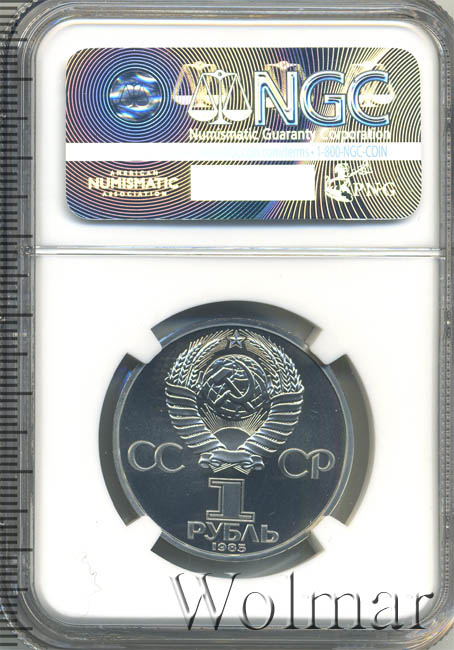 NGC
Numismatic Guaranty Corporation
1-800-NGC-COIN
AMERICAN
NUMISMATIC
ASSOCIATION
PNG
СС СР
1
РУБЛЬ
1985
Wolmar